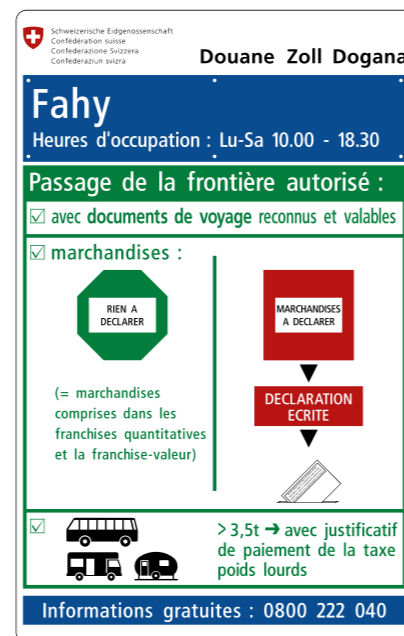 Schweizerische Eidgenossenschaft
Confédération suisse
Confederazione Svizzera
Confederaziun svizra
Douane Zoll Dogana
Fahy
Heures d'occupation : Lu-Sa 10.00 - 18.30
Passage de la frontière autorisé :
☑ avec documents de voyage reconnus et valables
☑ marchandises :
RIEN A
DECLARER
(= marchandises
comprises dans les
franchises quantitatives
et la franchise-valeur)
MARCHANDISES
A DECLARER
DECLARATION
ECRITE
☑
> 3,5t ➔ avec justificatif
de paiement de la taxe
poids lourds
Informations gratuites : 0800 222 040